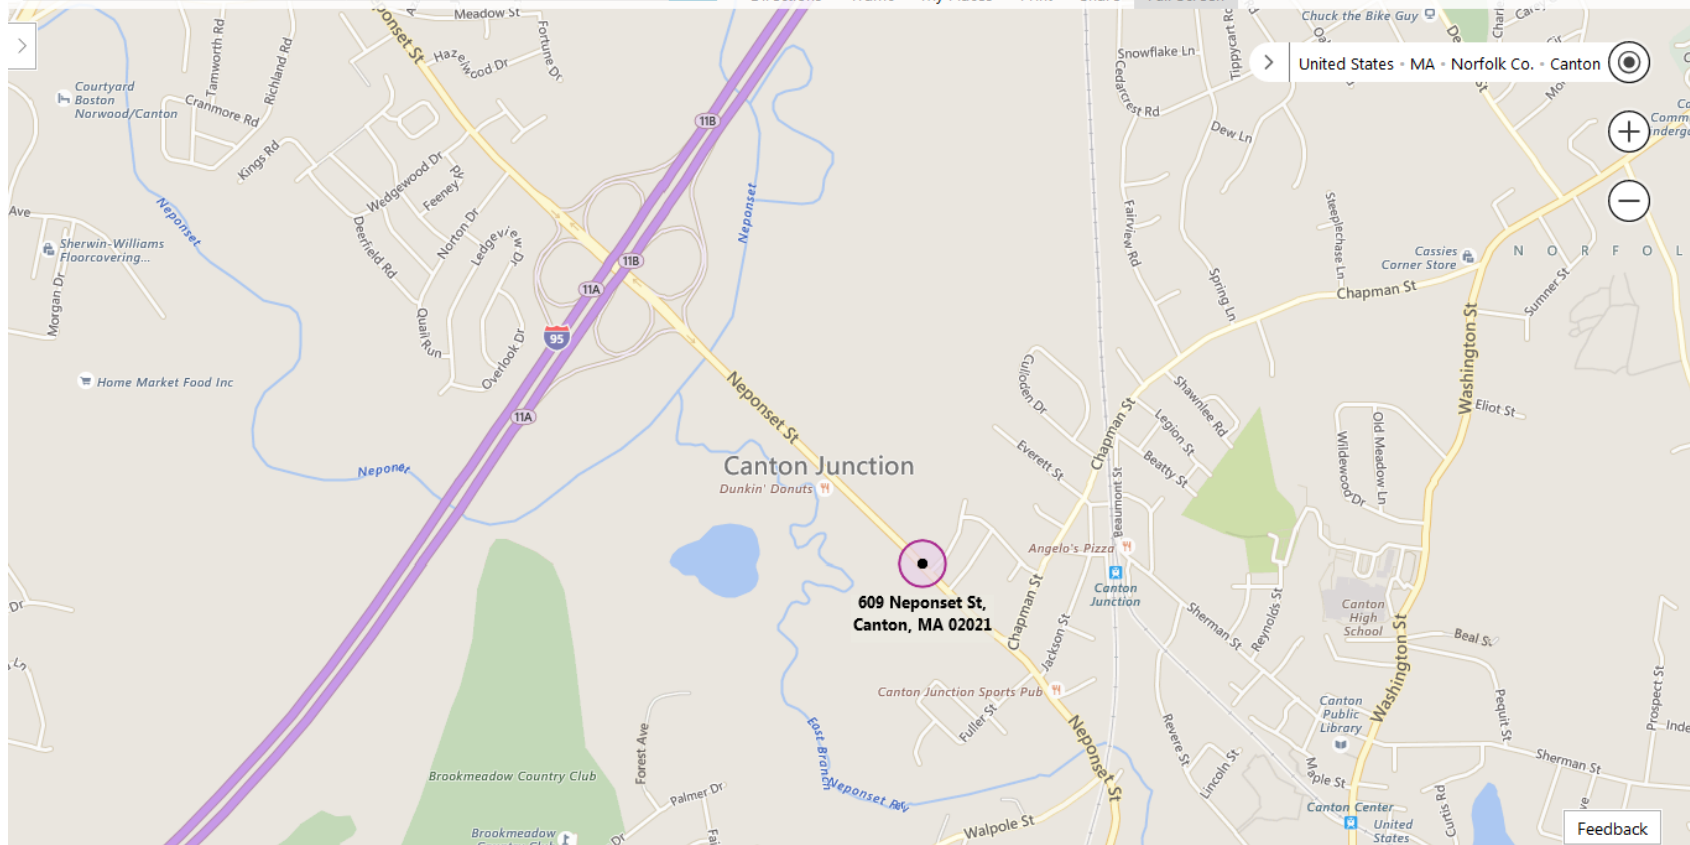 Meadow St
Chuck the Bike Guy
Neponset St
Tamworth Rd
Richland Rd
Hazelwood Dr
Fortune Dr
Snowflake Ln
Tippycart Rd
United States • MA • Norfolk Co. • Canton
Courtyard
Boston
Norwood/Canton
Cranmore Rd
Cedarcrest Rd
11B
Dew Ln
Kings Rd
Wedgewood Dr
Feeney
Neponset
Neponset
Ave
Norton Dr
Deerfield Rd
Ledgeview Dr
Fairview Rd
Steeplechase Ln
Sherwin-Williams
Floorcovering...
Cassies
Corner Store
N O R F O L
11B
11A
Morgan Dr
Spring Ln
Chapman St
Sumner St
95
Quail Run
Overlook Dr
Washington St
Home Market Food Inc
Neponset St
Culloden Dr
Shawnlee Rd
Eliot St
11A
Chapman St
Legion St
Old Meadow Ln
Wildewood Dr
Everett St
Beatty St
Canton Junction
Dunkin' Donuts
Beaumont St
Angelo's Pizza
Canton
Junction
609 Neponset St,
Canton, MA 02021
Chapman St
Jackson St
Sherman St
Reynolds St
Canton
High
School
Beal St
Washington St
Ln
Dr
Canton Junction Sports Pub
Fuller St
Neponset St
Revere St
Canton
Public
Library
Pequit St
Prospect St
East Branch
Neponset Riv
Forest Ave
Brookmeadow Country Club
Palmer Dr
Lincoln St
Maple St
Sherman St
Walpole St
Canton Center
United
States
Curtis Rd
Brookmeadow
Dr
Feedback